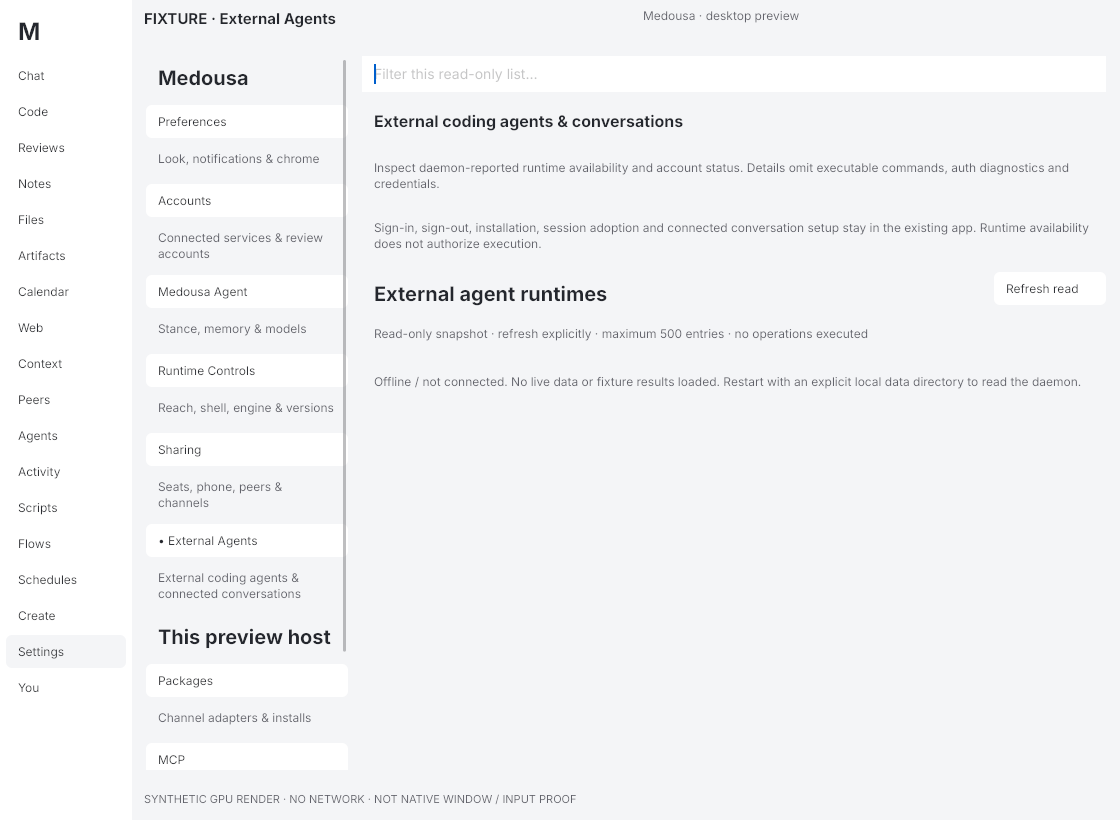 M
Chat
Code
Reviews
Notes
Files
Artifacts
Calendar
Web
Context
Peers
Agents
Activity
Scripts
Flows
Schedules
Create
Settings
You
FIXTURE · External Agents
Medousa · desktop preview
Medousa
Preferences
Look, notifications & chrome
Accounts
Connected services & review
accounts
Medousa Agent
Stance, memory & models
Runtime Controls
Reach, shell, engine & versions
Sharing
Seats, phone, peers &
channels
• External Agents
External coding agents &
connected conversations
This preview host
Packages
Channel adapters & installs
MCP
Filter this read-only list...
External coding agents & conversations
Inspect daemon-reported runtime availability and account status. Details omit executable commands, auth diagnostics and
credentials.
Sign-in, sign-out, installation, session adoption and connected conversation setup stay in the existing app. Runtime availability
does not authorize execution.
External agent runtimes
Refresh read
Read-only snapshot · refresh explicitly · maximum 500 entries · no operations executed
Offline / not connected. No live data or fixture results loaded. Restart with an explicit local data directory to read the daemon.
SYNTHETIC GPU RENDER · NO NETWORK · NOT NATIVE WINDOW / INPUT PROOF